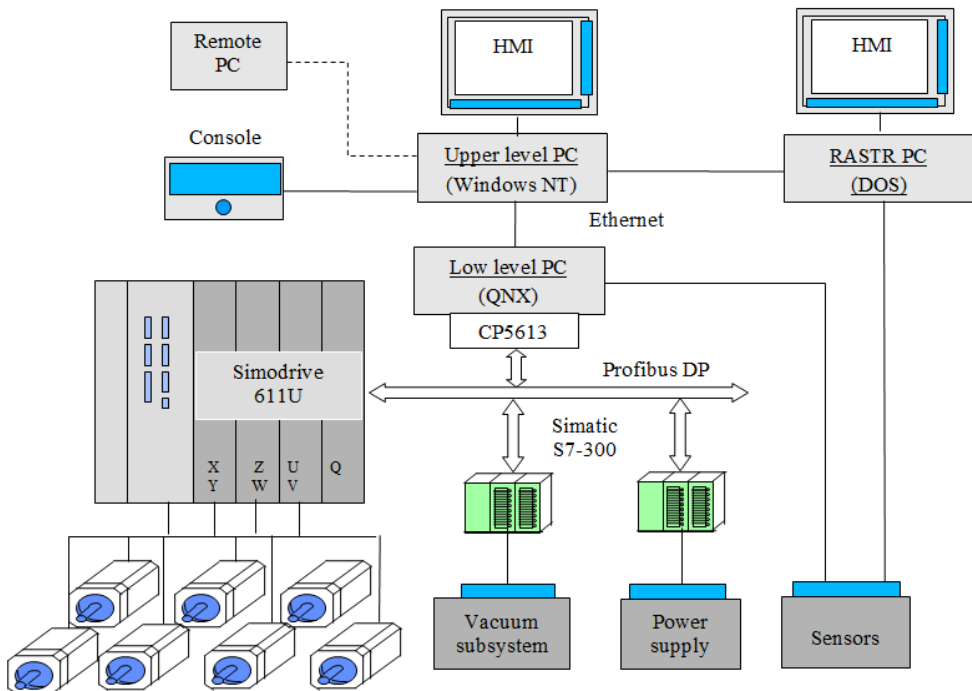 Remote
PC
HMI
HMI
Console
Upper level PC
(Windows NT)
RASTR PC
(DOS)
Ethernet
Low level PC
(QNX)
CP5613
Profibus DP
Simodrive
611U
Simatic
S7-300
X
Y
Z
W
U
V
Q
Vacuum
subsystem
Power
supply
Sensors